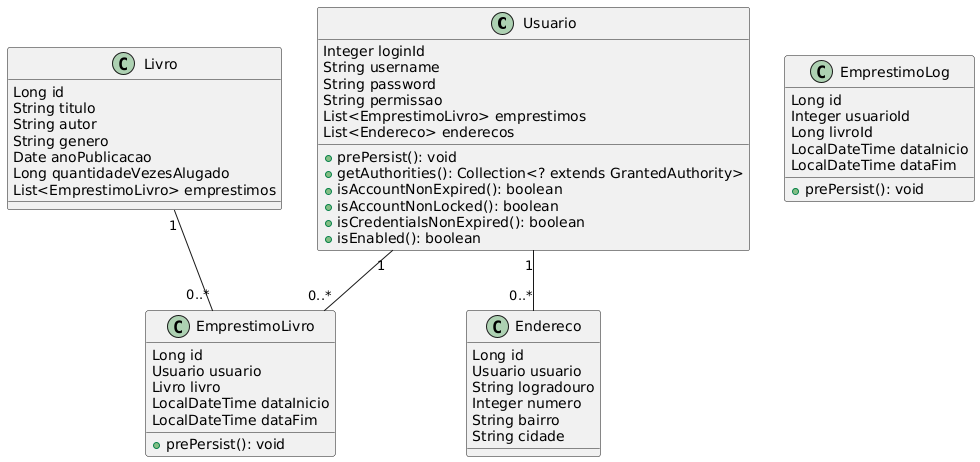 C Livro
Long id
String titulo
String autor
String genero
Date anoPublicacao
Long quantidadeVezesAlugado
List<EmprestimoLivro> emprestimos
C Usuario
Integer loginId
String username
String password
String permissao
List<EmprestimoLivro> emprestimos
List<Endereco> enderecos
prePersist(): void
getAuthorities(): Collection<? extends GrantedAuthority>
isAccountNonExpired(): boolean
isAccountNonLocked(): boolean
isCredentialsNonExpired(): boolean
isEnabled(): boolean
C EmprestimoLog
Long id
Integer usuarioId
Long livroId
LocalDateTime dataInicio
LocalDateTime dataFim
prePersist(): void
1
0..*
1
0..*
1
0..*
C EmprestimoLivro
Long id
Usuario usuario
Livro livro
LocalDateTime dataInicio
LocalDateTime dataFim
prePersist(): void
C Endereco
Long id
Usuario usuario
String logradouro
Integer numero
String bairro
String cidade